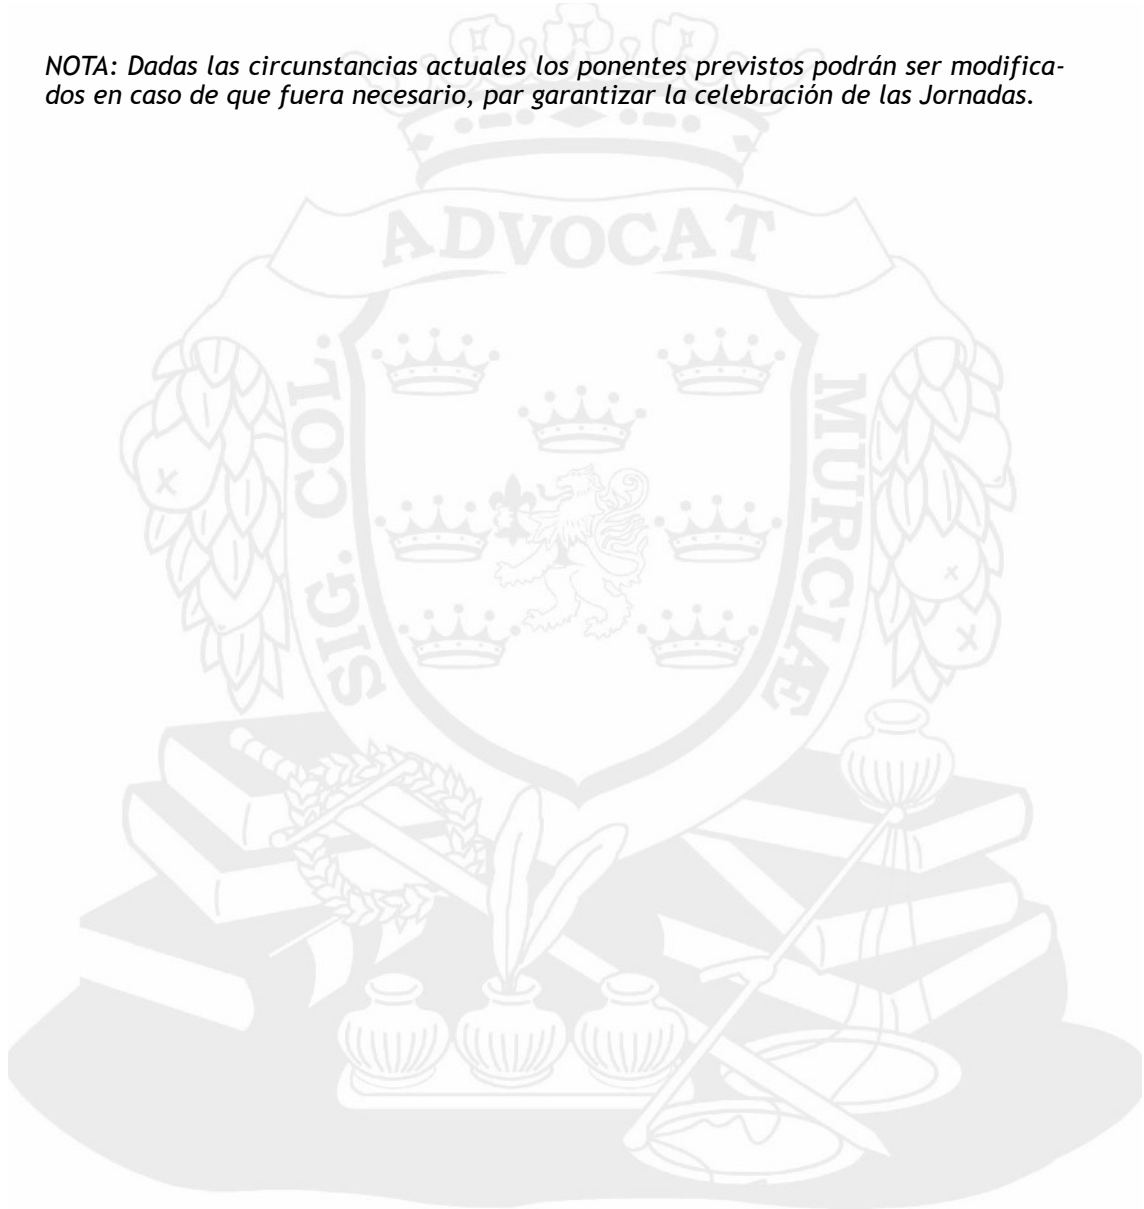 NOTA: Dadas las circunstancias actuales los ponentes previstos podrán ser modifica-
dos en caso de que fuera necesario, par garantizar la celebración de las Jornadas.
ADVOCAT
SIG. COL.
MURCIÆ